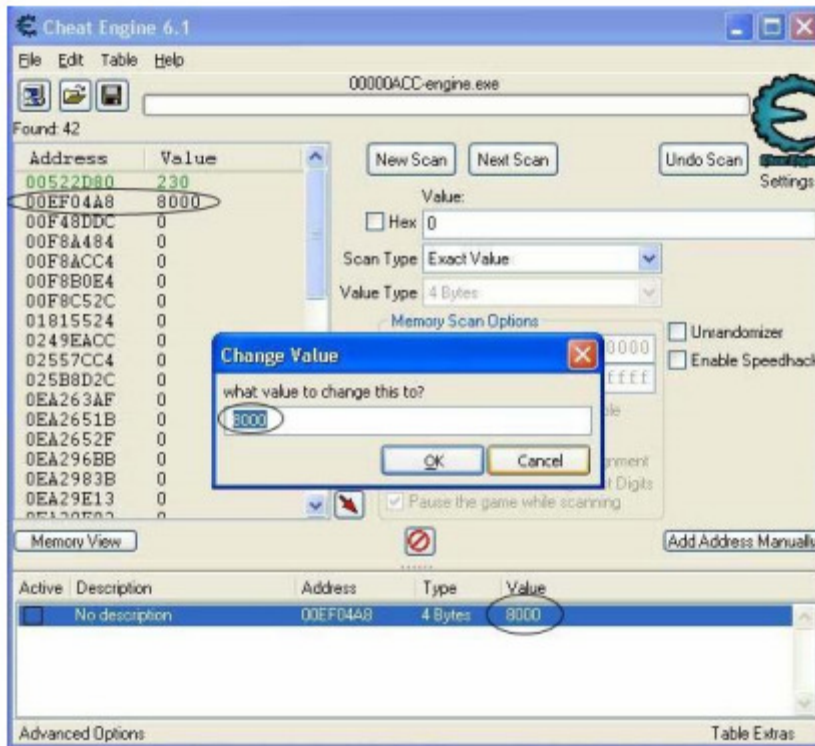 Cheat Engine 6.1
File Edit Table Help
00000ACC-engine.exe
Found: 42
Address Value
00522D80 230
00EF04A8 8000
00F48DDC 0
00F8A484 0
00F8ACC4 0
00F8B0E4 0
00F8C52C 0
01815524 0
0249EACC 0
02557CC4 0
025B8D2C 0
0EA263AF 0
0EA2651B 0
0EA2652F 0
0EA296BB 0
0EA2983B 0
0EA29E13 0
New Scan Next Scan Undo Scan
Settings
Value:
Hex 0
Scan Type Exact Value
Value Type 4 Bytes
Memory Scan Options
Unrandomizer
Enable Speedhack
Change Value
what value to change this to?
8000
OK Cancel
Digits
Pause the game while scanning
Memory View
Add Address Manually
Active Description Address Type Value
No description 00EF04A8 4 Bytes 8000
Advanced Options Table Extras